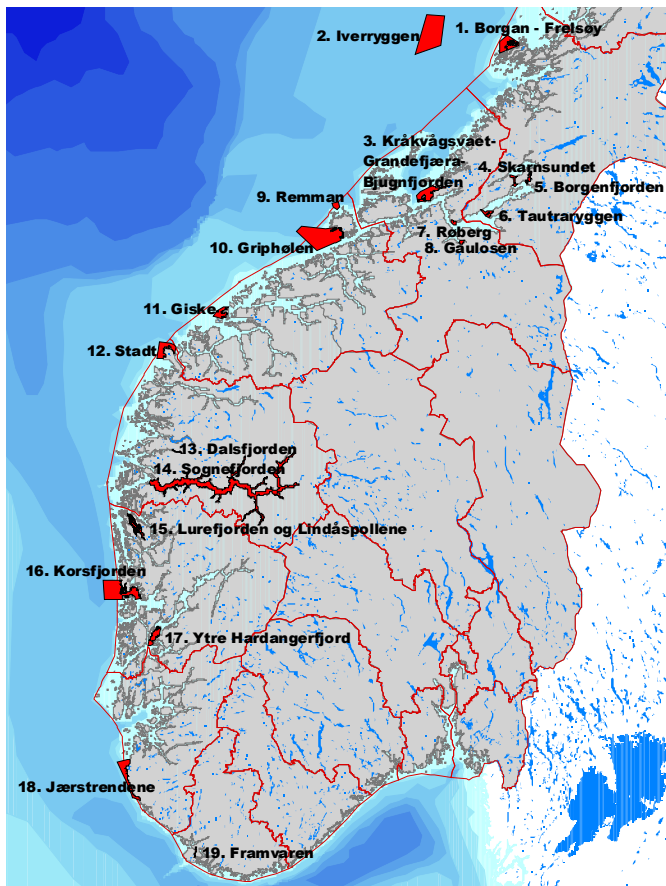 1. Borgan - Frelsøy
2. Iverryggen
3. Kråkvågsvaet-
Grandefjæra-
Bjugnfjorden
4. Skarnsundet
5. Borgenfjorden
6. Tautraryggen
7. Røberg
8. Gaulosen
9. Remman
10. Griphølen
11. Giske
12. Stadt
13. Dalsfjorden
14. Sognefjorden
15. Lurefjorden og Lindåspollene
16. Korsfjorden
17. Ytre Hardangerfjord
18. Jærstrendene
19. Framvaren